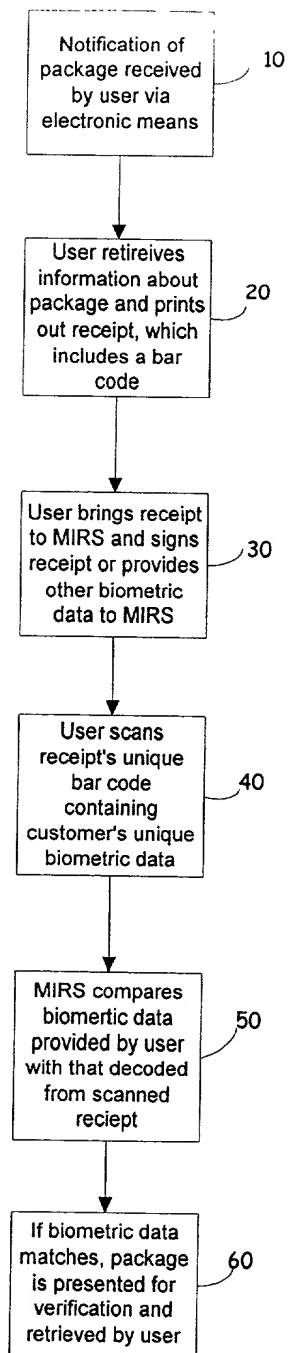 Notification of
package received
by user via
electronic means
10
User retireives
information about
package and prints
out receipt, which
includes a bar
code
20
User brings receipt
to MIRS and signs
receipt or provides
other biometric
data to MIRS
30
User scans
receipt's unique
bar code
containing
customer's unique
biometric data
40
MIRS compares
biomertic data
provided by user
with that decoded
from scanned
reciept
50
If biometric data
matches, package
is presented for
verification and
retrieved by user
60